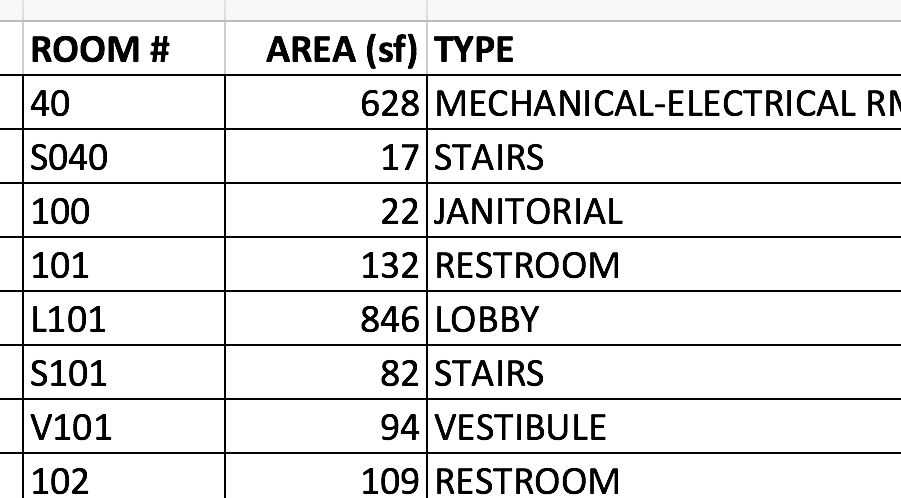 ROOM # AREA (sf) TYPE
40 628 MECHANICAL-ELECTRICAL
S040 17 STAIRS
100 22 JANITORIAL
101 132 RESTROOM
L101 846 LOBBY
S101 82 STAIRS
V101 94 VESTIBULE
102 109 RESTROOM